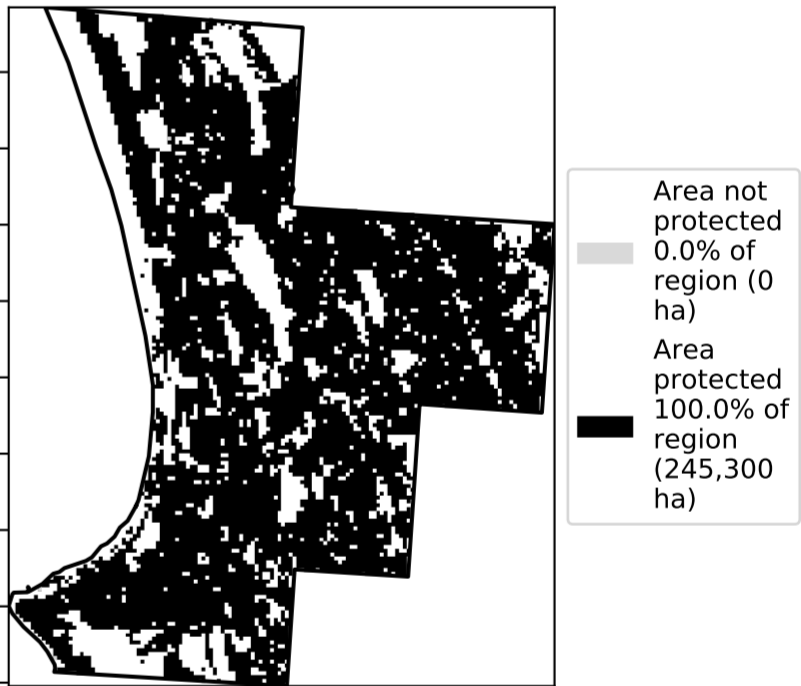 Area not
protected
0.0% of
region (0
ha)
Area
protected
100.0% of
region
(245,300
ha)